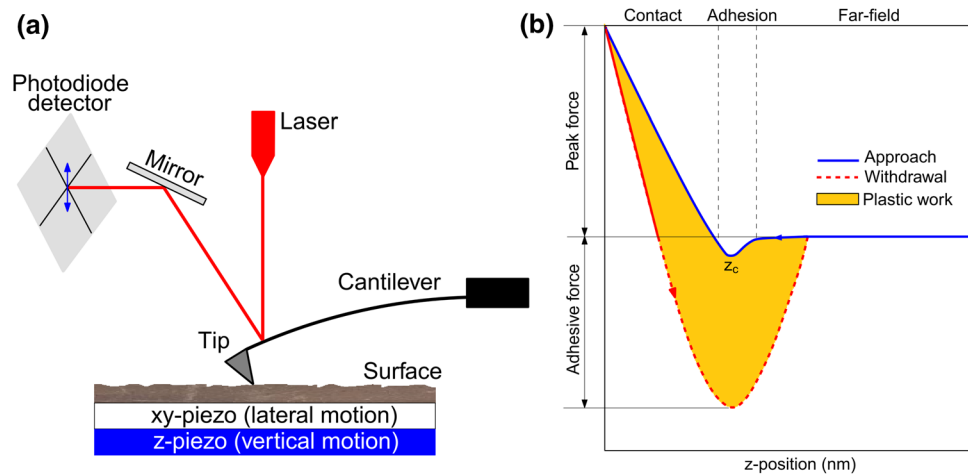 (a)
Photodiode
detector
Mirror
Laser
Cantilever
Tip
Surface
xy-piezo (lateral motion)
z-piezo (vertical motion)
(b)
Contact Adhesion Far-field
Peak force
Adhesive force
Approach
Withdrawal
Plastic work
zc
z-position (nm)